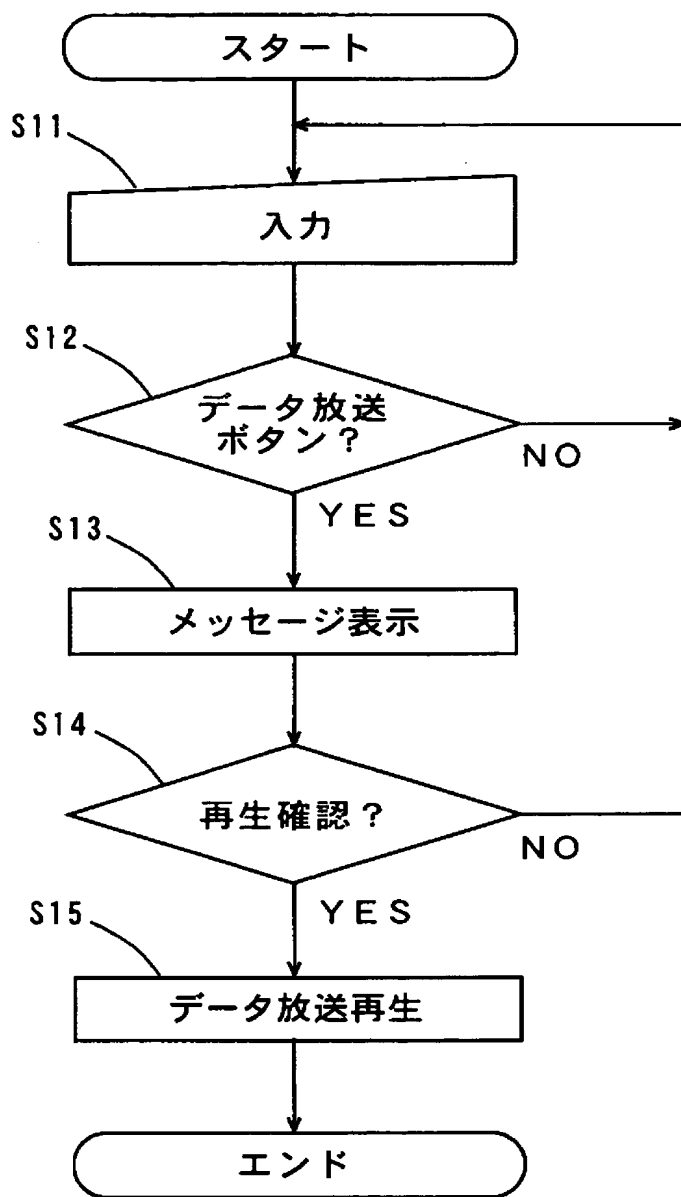 スタート
S11
入力
S12
データ放送
ボタン？
NO
YES
S13
メッセージ表示
S14
再生確認？
NO
YES
S15
データ放送再生
エンド